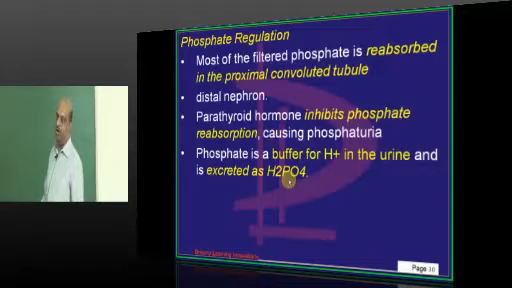 Phosphate Regulation
• Most of the filtered phosphate is reabsorbed
in the proximal convoluted tubule
• distal nephron.
• Parathyroid hormone inhibits phosphate
reabsorption, causing phosphaturia
• Phosphate is a buffer for H+ in the urine and
is excreted as H2PO4.
Page 10